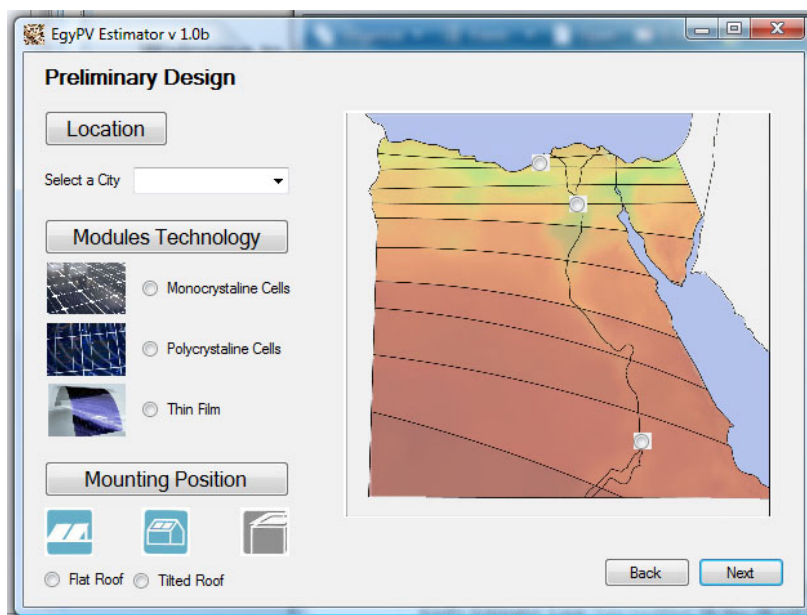 EgyPV Estimator v 1.0b
Preliminary Design
Location
Select a City
Modules Technology
Monocrystaline Cells
Polycrystaline Cells
Thin Film
Mounting Position
Flat Roof
Tilted Roof
Back
Next